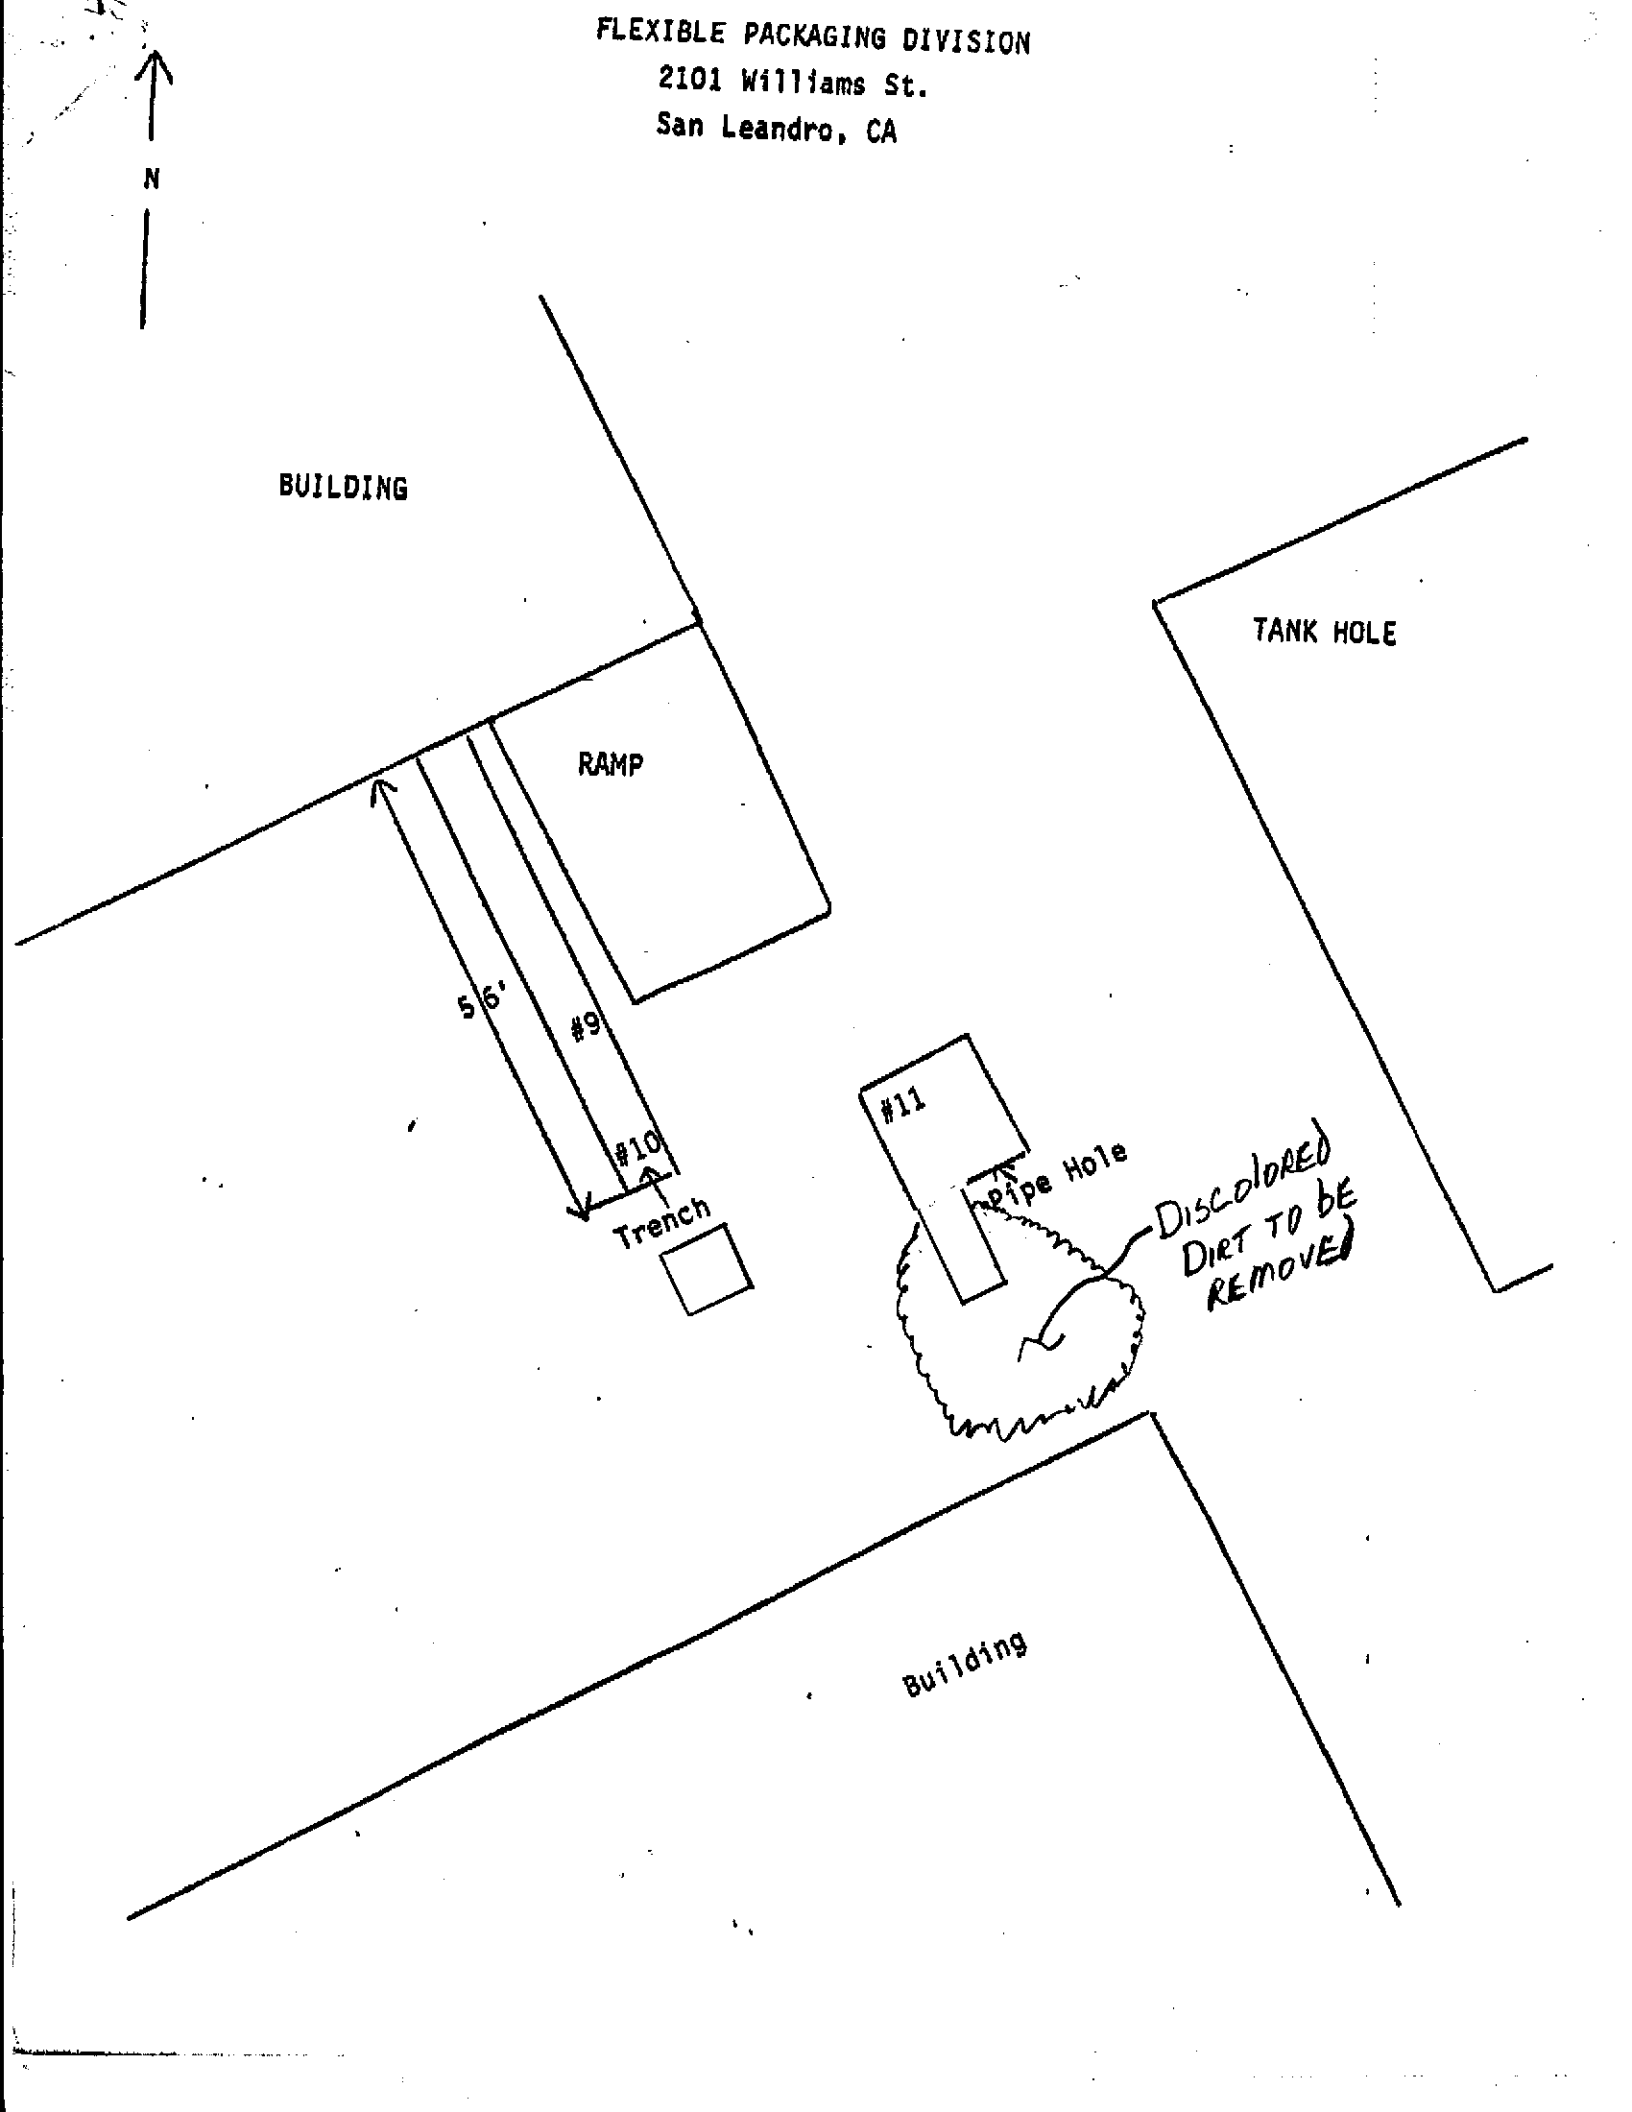 FLEXIBLE PACKAGING DIVISION
2101 Williams St.
San Leandro, CA
N
BUILDING
TANK HOLE
RAMP
56'
#9
#11
#10
Pipe Hole
Trench
DISCOLORED
DIRT TO BE
REMOVED
Building